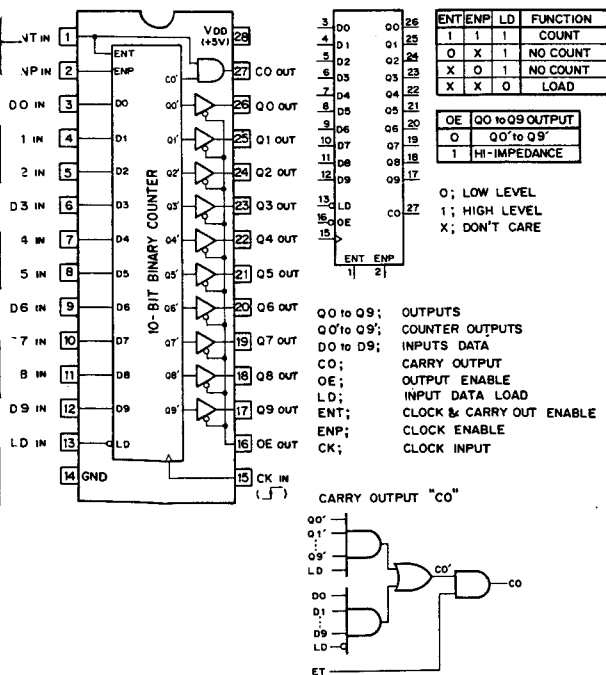 NT IN 1
VDD (+5V) 28
ENT
NP IN 2
ENP
CO'
27 CO OUT
D0 IN 3 D0 Q0' 26 Q0 OUT
1 IN 4 D1 Q1' 25 Q1 OUT
2 IN 5 D2 Q2' 24 Q2 OUT
D3 IN 6 D3 Q3' 23 Q3 OUT
4 IN 7 D4 Q4' 22 Q4 OUT
5 IN 8 D5 Q5' 21 Q5 OUT
D6 IN 9 D6 Q6' 20 Q6 OUT
7 IN 10 D7 Q7' 19 Q7 OUT
8 IN 11 D8 Q8' 18 Q8 OUT
D9 IN 12 D9 Q9' 17 Q9 OUT
LD IN 13 LD 16 OE OUT
14 GND 15 CK IN
10-BIT BINARY COUNTER
3 D0 Q0 26
4 D1 Q1 25
5 D2 Q2 24
6 D3 Q3 23
7 D4 Q4 22
8 D5 Q5 21
9 D6 Q6 20
10 D7 Q7 19
11 D8 Q8 18
12 D9 Q9 17
13 LD
16 OE CO 27
15
ENT ENP
1 2
ENT ENP LD FUNCTION
1 1 1 COUNT
0 X 1 NO COUNT
X 0 1 NO COUNT
X X 0 LOAD
OE Q0 to Q9 OUTPUT
0 Q0' to Q9'
1 HI-IMPEDANCE
0; LOW LEVEL
1; HIGH LEVEL
X; DON'T CARE
Q0 to Q9; OUTPUTS
Q0' to Q9'; COUNTER OUTPUTS
D0 to D9; INPUTS DATA
CO; CARRY OUTPUT
OE; OUTPUT ENABLE
LD; INPUT DATA LOAD
ENT; CLOCK & CARRY OUT ENABLE
ENP; CLOCK ENABLE
CK; CLOCK INPUT
CARRY OUTPUT "CO"
Q0'
Q1'
Q9'
LD
CO'
CO
D0
D1
D9
LD
ET